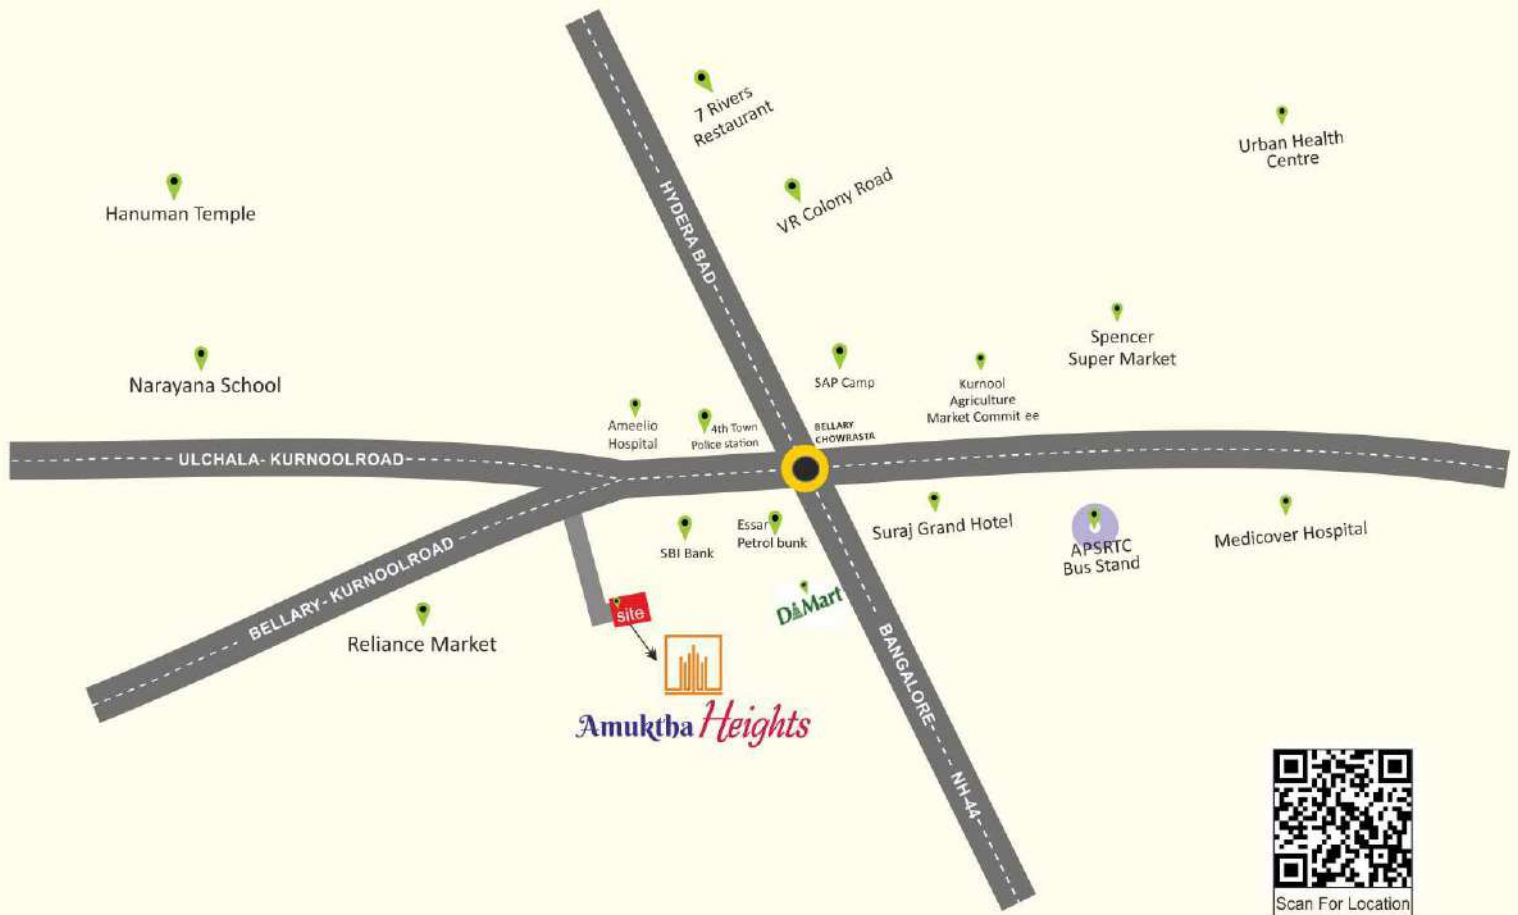 7 Rivers
Restaurant
Urban Health
Centre
Hanuman Temple
VR Colony Road
HYDERA BAD
Spencer
Super Market
Narayana School
SAP Camp
Kurnool
Agriculture
Market Commit ee
Ameelio
Hospital
4th Town
Police station
BELLARY
CHOWRASTA
ULCHALA- KURNOOLROAD
Essar
Petrol bunk
SBI Bank
Suraj Grand Hotel
APSRTC
Bus Stand
Medicover Hospital
BELLARY- KURNOOLROAD
site
DMart
Reliance Market
BANGALORE
Amuktha Heights
NH-44
Scan For Location